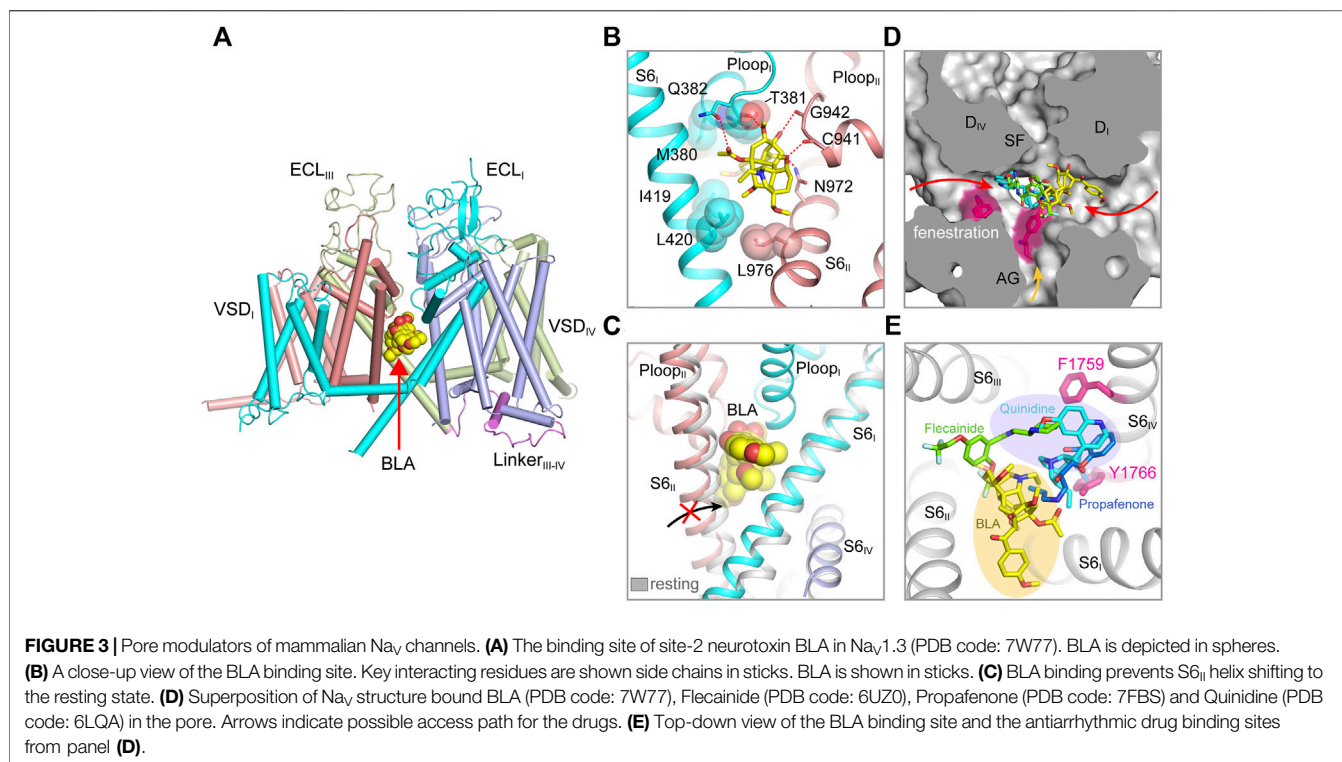 A
ECL_III
ECL_I
VSD_I
VSD_IV
BLA
Linker_III-IV
B
Ploop_I
Ploop_II
S6_I
Q382
T381
G942
C941
M380
N972
I419
L420
L976
S6_II
C
Ploop_II
Ploop_I
BLA
S6_I
S6_II
S6_IV
resting
D
D_IV
SF
D_I
fenestration
AG
E
F1759
S6_III
Quinidine
S6_IV
Flecainide
Y1766
Propafenone
S6_II
BLA
S6_I
FIGURE 3 | Pore modulators of mammalian Na_V channels. (A) The binding site of site-2 neurotoxin BLA in Na_V1.3 (PDB code: 7W77). BLA is depicted in spheres.
(B) A close-up view of the BLA binding site. Key interacting residues are shown side chains in sticks. BLA is shown in sticks. (C) BLA binding prevents S6_II helix shifting to
the resting state. (D) Superposition of Na_V structure bound BLA (PDB code: 7W77), Flecainide (PDB code: 6UZ0), Propafenone (PDB code: 7FBS) and Quinidine (PDB
code: 6LQA) in the pore. Arrows indicate possible access path for the drugs. (E) Top-down view of the BLA binding site and the antiarrhythmic drug binding sites
from panel (D).